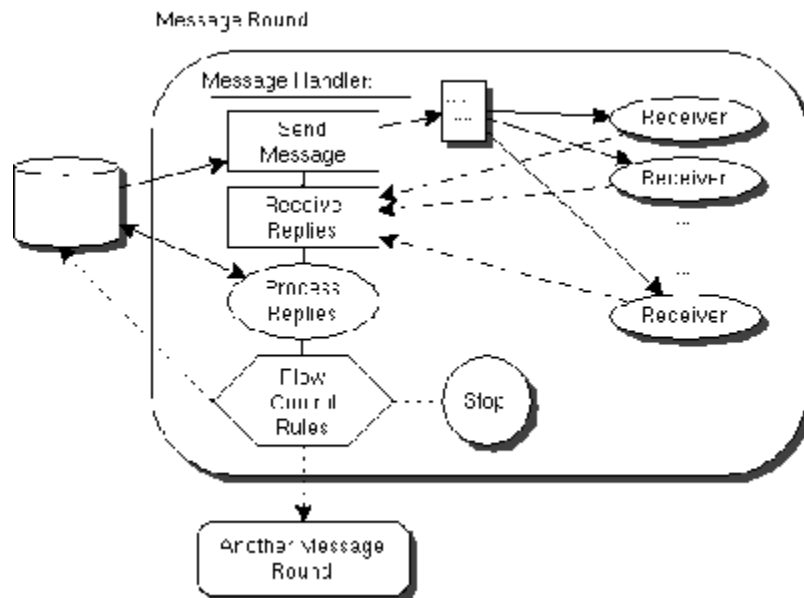 Message Round
Message Handler:
Send
Message
Receiver
Receiver
Receive
Replies
...
...
Process
Replies
Receiver
Flow
Control
Rules
Stop
Another Message
Round